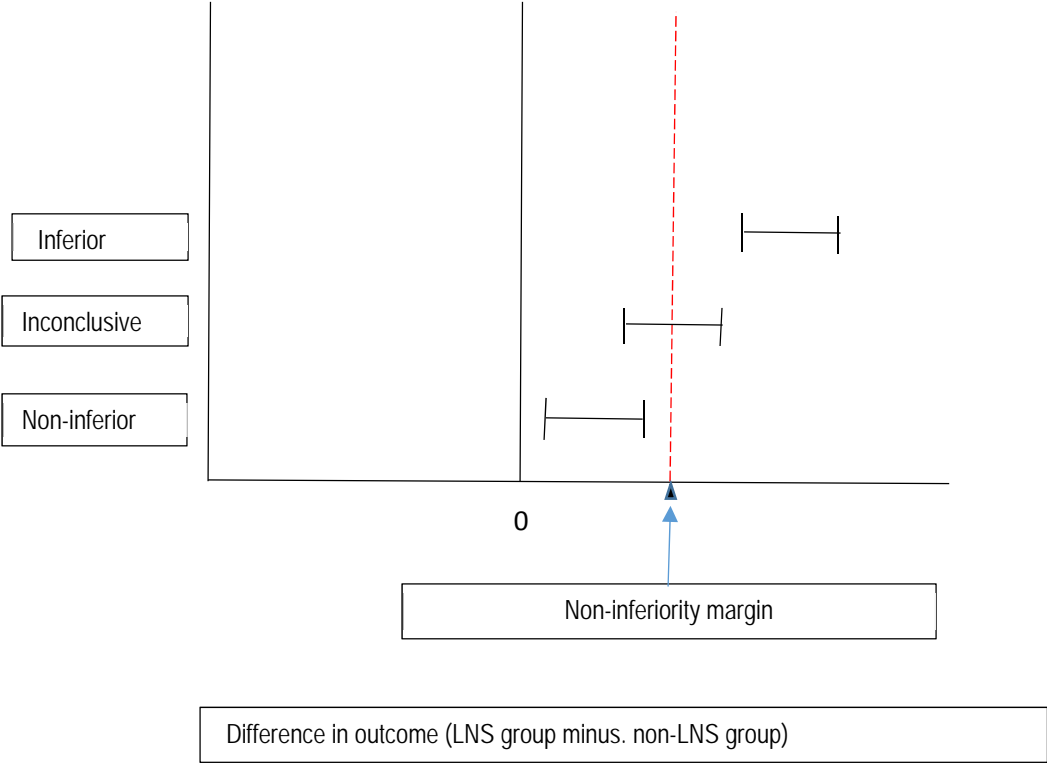 Inferior
Inconclusive
Non-inferior
0
Non-inferiority margin
Difference in outcome (LNS group minus. non-LNS group)